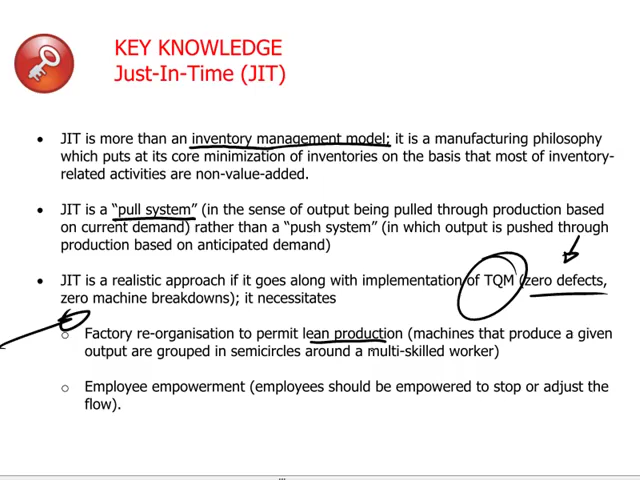 KEY KNOWLEDGE
Just-In-Time (JIT)
• JIT is more than an inventory management model; it is a manufacturing philosophy
which puts at its core minimization of inventories on the basis that most of inventory-
related activities are non-value-added.
• JIT is a “pull system” (in the sense of output being pulled through production based
on current demand) rather than a “push system” (in which output is pushed through
production based on anticipated demand)
• JIT is a realistic approach if it goes along with implementation of TQM (zero defects,
zero machine breakdowns); it necessitates
o Factory re-organisation to permit lean production (machines that produce a given
output are grouped in semicircles around a multi-skilled worker)
o Employee empowerment (employees should be empowered to stop or adjust the
flow).